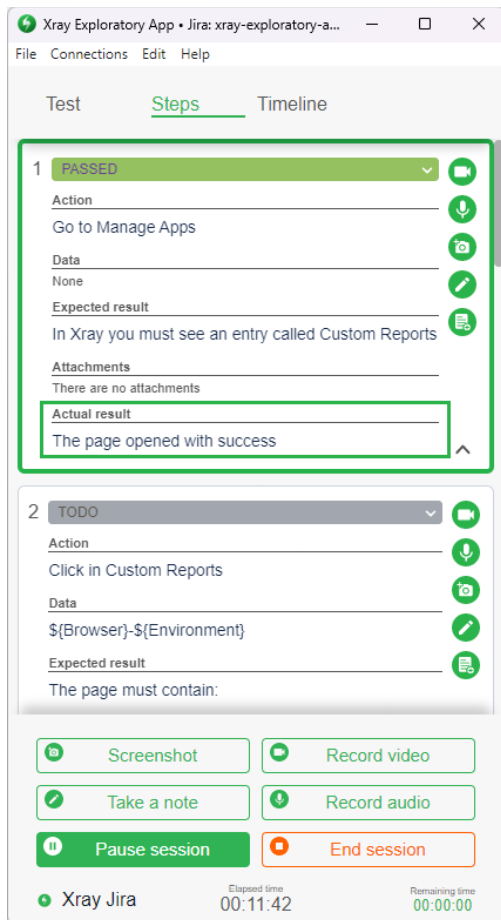 Xray Exploratory App • Jira: xray-exploratory-a...
File Connections Edit Help
Test Steps Timeline
1 PASSED
Action
Go to Manage Apps
Data
None
Expected result
In Xray you must see an entry called Custom Reports
Attachments
There are no attachments
Actual result
The page opened with success
2 TODO
Action
Click in Custom Reports
Data
${Browser}-${Environment}
Expected result
The page must contain:
Screenshot Record video
Take a note Record audio
Pause session End session
Xray Jira
Elapsed time
00:11:42
Remaining time
00:00:00